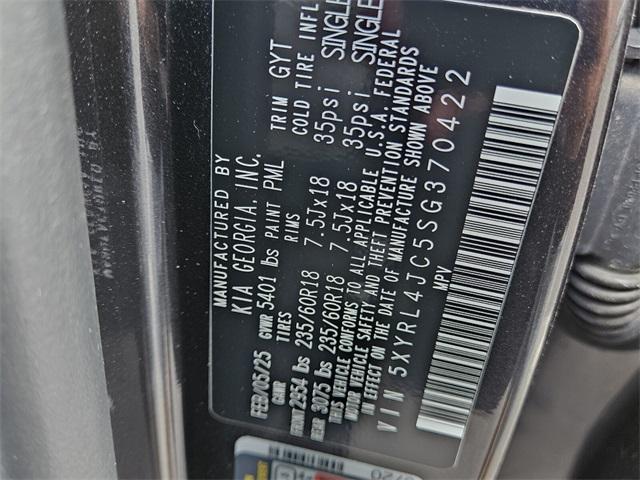 MANUFACTURED BY
KIA GEORGIA, INC.
FEB/05/25 GVWR 5401 lbs PAINT PML TRIM GYT
GWR TIRES RIMS COLD TIRE INFL
FRONT 2954 lbs 235/60R18 7.5Jx18 35psi SINGLE
REAR 3075 lbs 235/60R18 7.5Jx18 35psi SINGLE
THIS VEHICLE CONFORMS TO ALL APPLICABLE U.S.A. FEDERAL
MOTOR VEHICLE SAFETY AND THEFT PREVENTION STANDARDS
IN EFFECT ON THE DATE OF MANUFACTURE SHOWN ABOVE
VIN 5XYRL4JC5SG370422
MPV